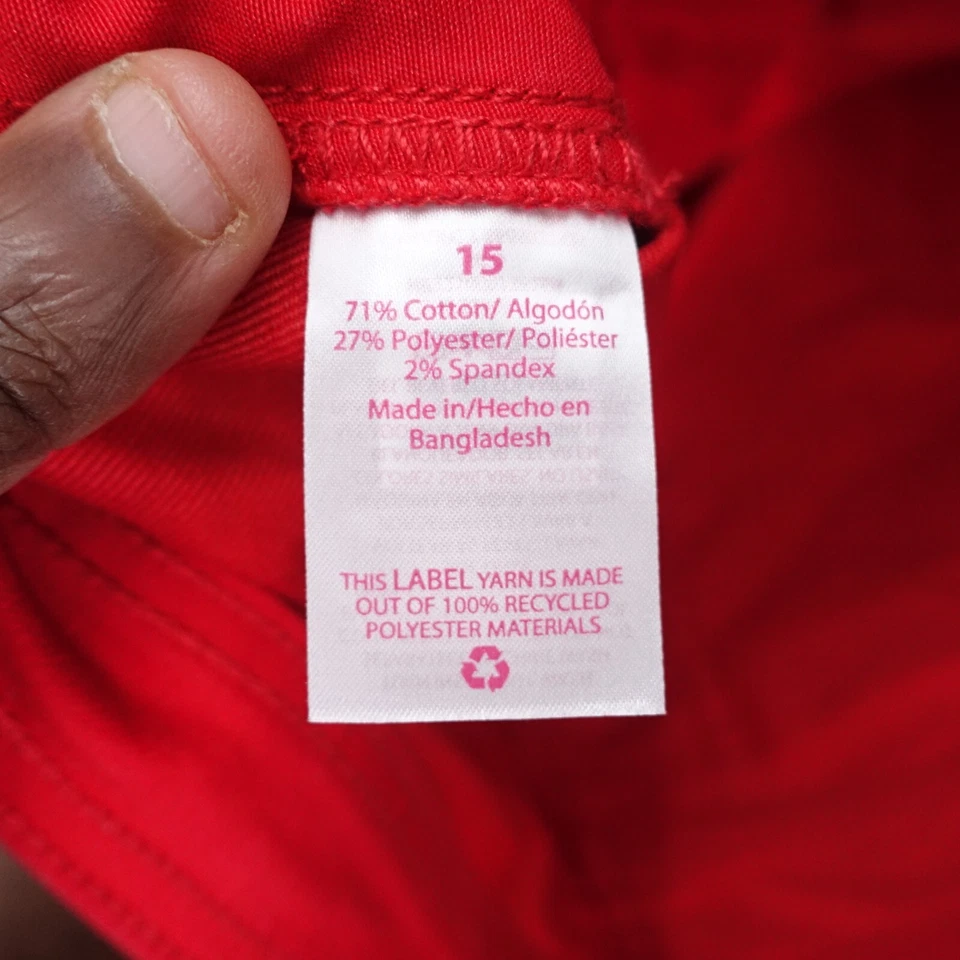 15
71% Cotton/ Algodón
27% Polyester/ Poliéster
2% Spandex
Made in/Hecho en
Bangladesh
THIS LABEL YARN IS MADE
OUT OF 100% RECYCLED
POLYESTER MATERIALS